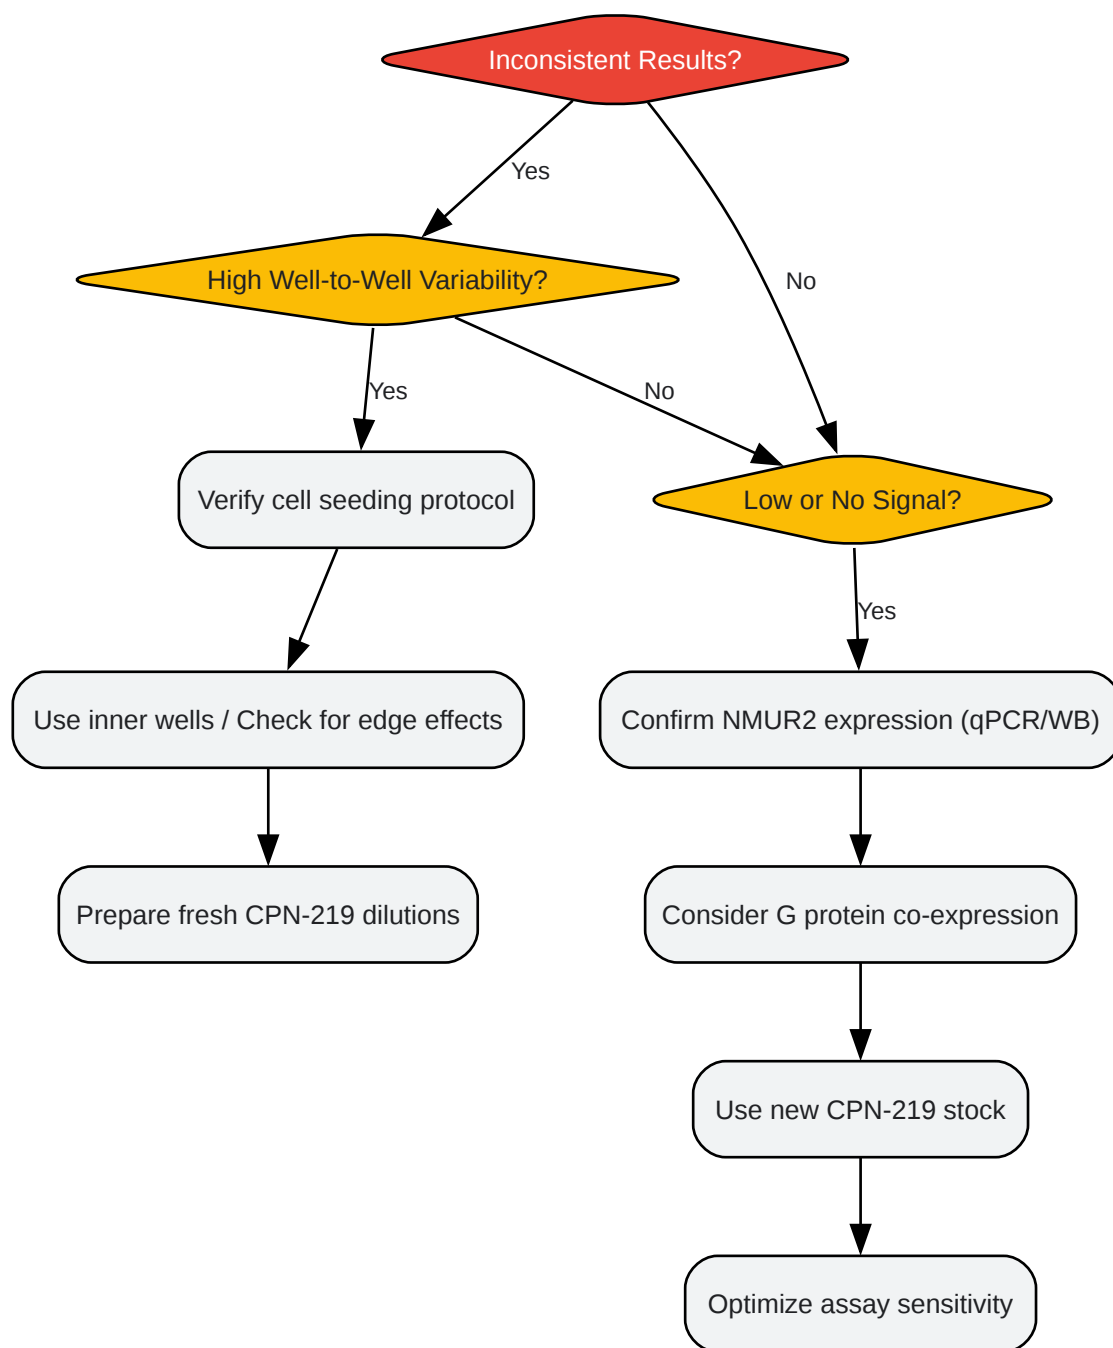 Inconsistent Results?
Yes
High Well-to-Well Variability?
No
Yes
No
Verify cell seeding protocol
Low or No Signal?
Yes
Use inner wells / Check for edge effects
Confirm NMUR2 expression (qPCR/WB)
Prepare fresh CPN-219 dilutions
Consider G protein co-expression
Use new CPN-219 stock
Optimize assay sensitivity